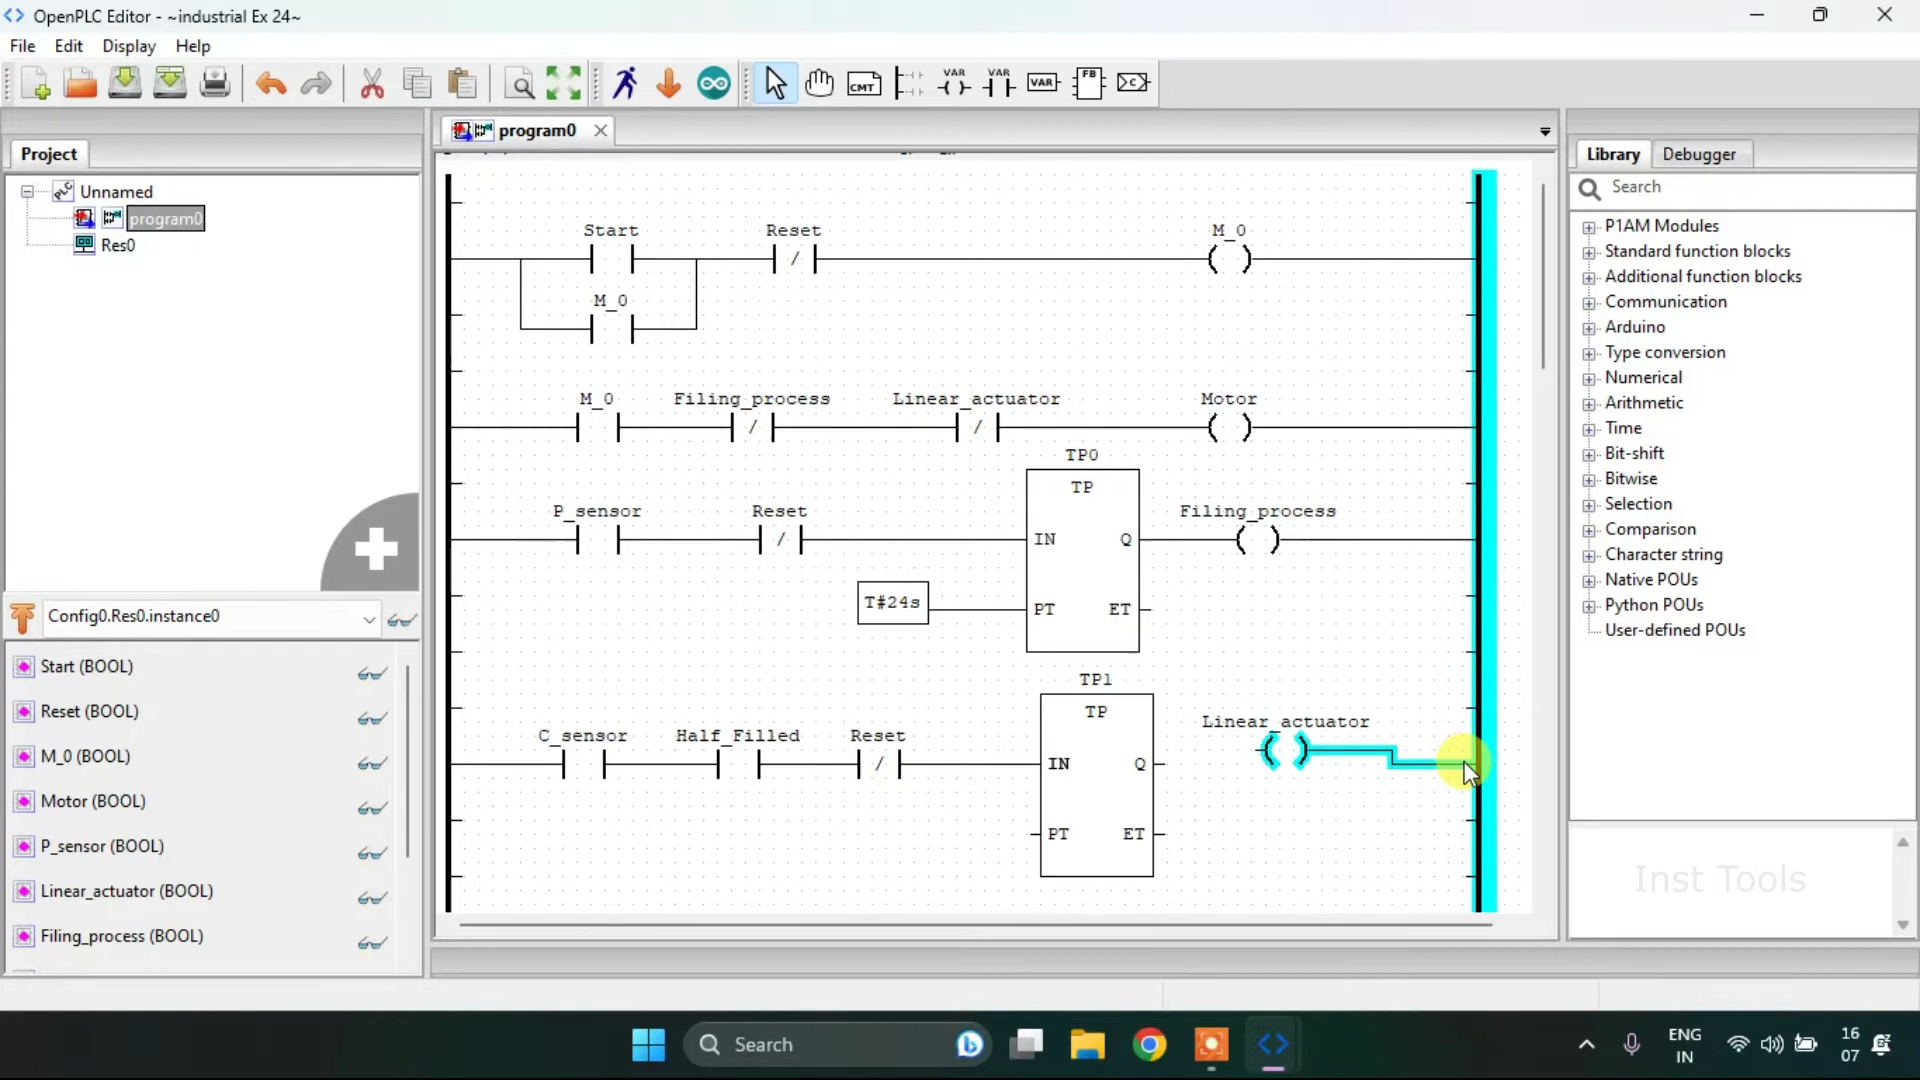 OpenPLC Editor - ~industrial Ex 24~
File Edit Display Help
CMT VAR VAR VAR FB
Project
program0
Library Debugger
Unnamed
program0
Res0
Search
P1AM Modules
Standard function blocks
Additional function blocks
Communication
Arduino
Type conversion
Numerical
Arithmetic
Time
Bit-shift
Bitwise
Selection
Comparison
Character string
Native POUs
Python POUs
User-defined POUs
Start Reset M_0
M_0
M_0 Filing_process Linear_actuator Motor
TP0
TP
P_sensor Reset Filing_process
IN Q
T#24s PT ET
TP1
TP
C_sensor Half_Filled Reset Linear_actuator
IN Q
PT ET
Config0.Res0.instance0
Start (BOOL)
Reset (BOOL)
M_0 (BOOL)
Motor (BOOL)
P_sensor (BOOL)
Linear_actuator (BOOL)
Filing_process (BOOL)
Inst Tools
Search
ENG
IN
16
07